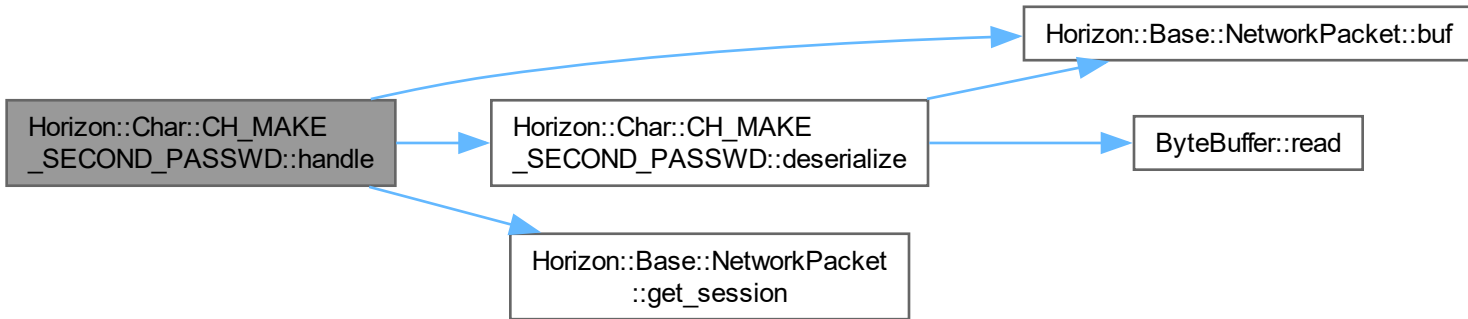 Horizon::Base::NetworkPacket::buf
Horizon::Char::CH_MAKE
_SECOND_PASSWD::handle
Horizon::Char::CH_MAKE
_SECOND_PASSWD::deserialize
ByteBuffer::read
Horizon::Base::NetworkPacket
::get_session